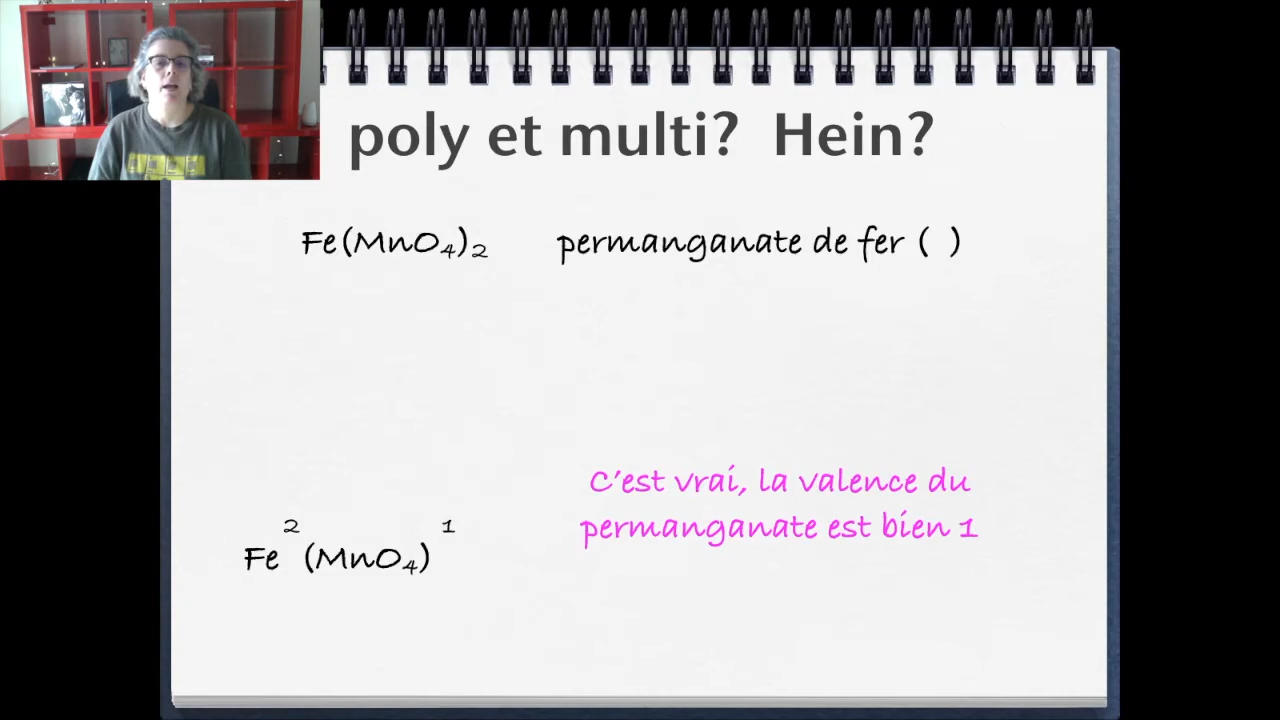 poly et multi? Hein?
Fe(MnO₄)₂ permanganate de fer ( )
C'est vrai, la valence du
permanganate est bien 1
2 1
Fe (MnO₄)